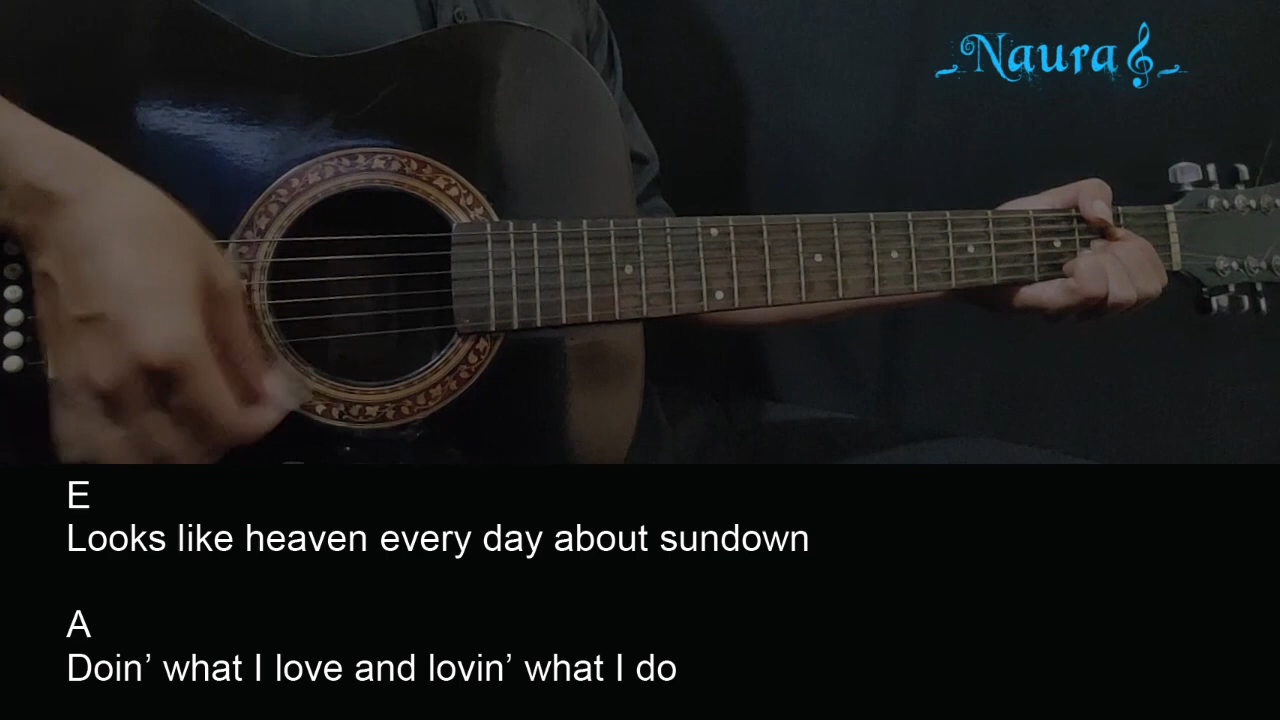 Naura
E
Looks like heaven every day about sundown
A
Doin’ what I love and lovin’ what I do